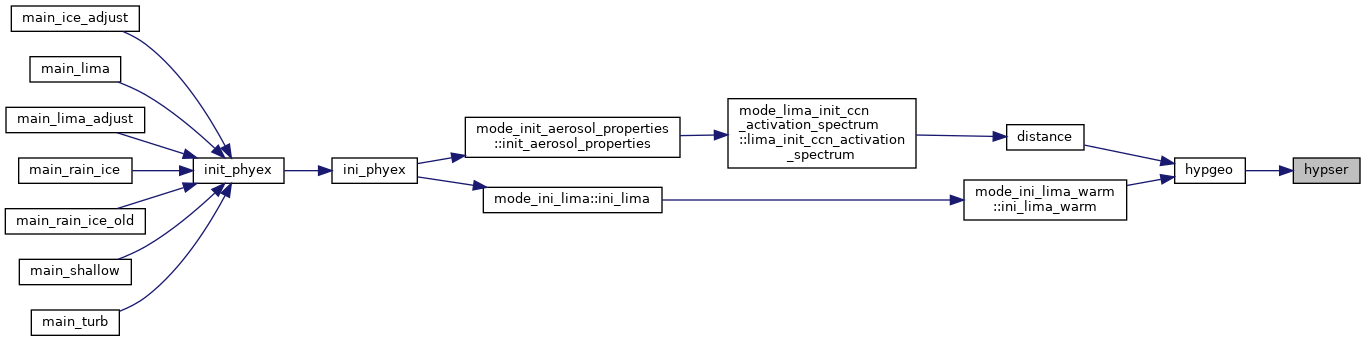 main_ice_adjust
main_lima
main_lima_adjust
main_rain_ice
main_rain_ice_old
main_shallow
main_turb
init_phyex
ini_phyex
mode_init_aerosol_properties
::init_aerosol_properties
mode_ini_lima::ini_lima
mode_lima_init_ccn
_activation_spectrum
::lima_init_ccn_activation
_spectrum
distance
mode_ini_lima_warm
::ini_lima_warm
hypgeo
hypser